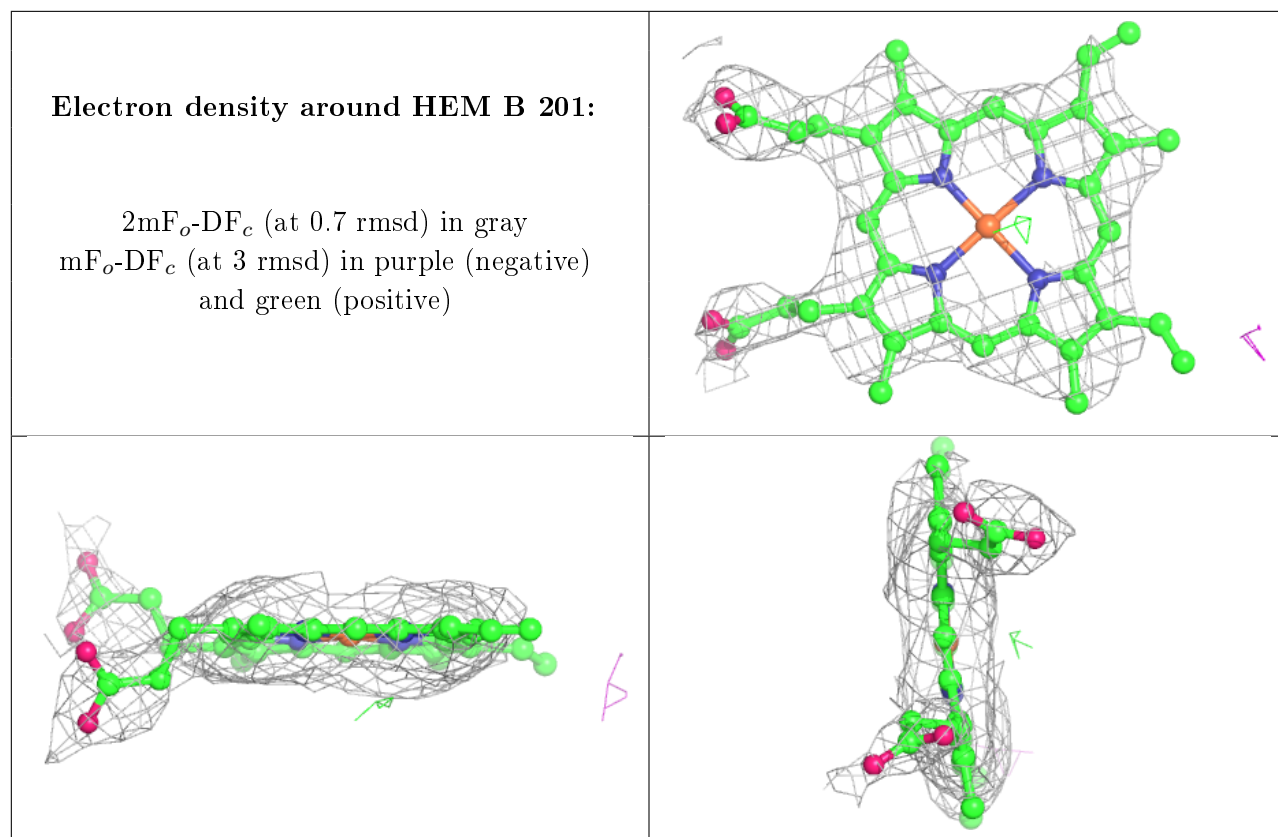 Electron density around HEM B 201:
2mFo-DFc (at 0.7 rmsd) in gray
mFo-DFc (at 3 rmsd) in purple (negative)
and green (positive)